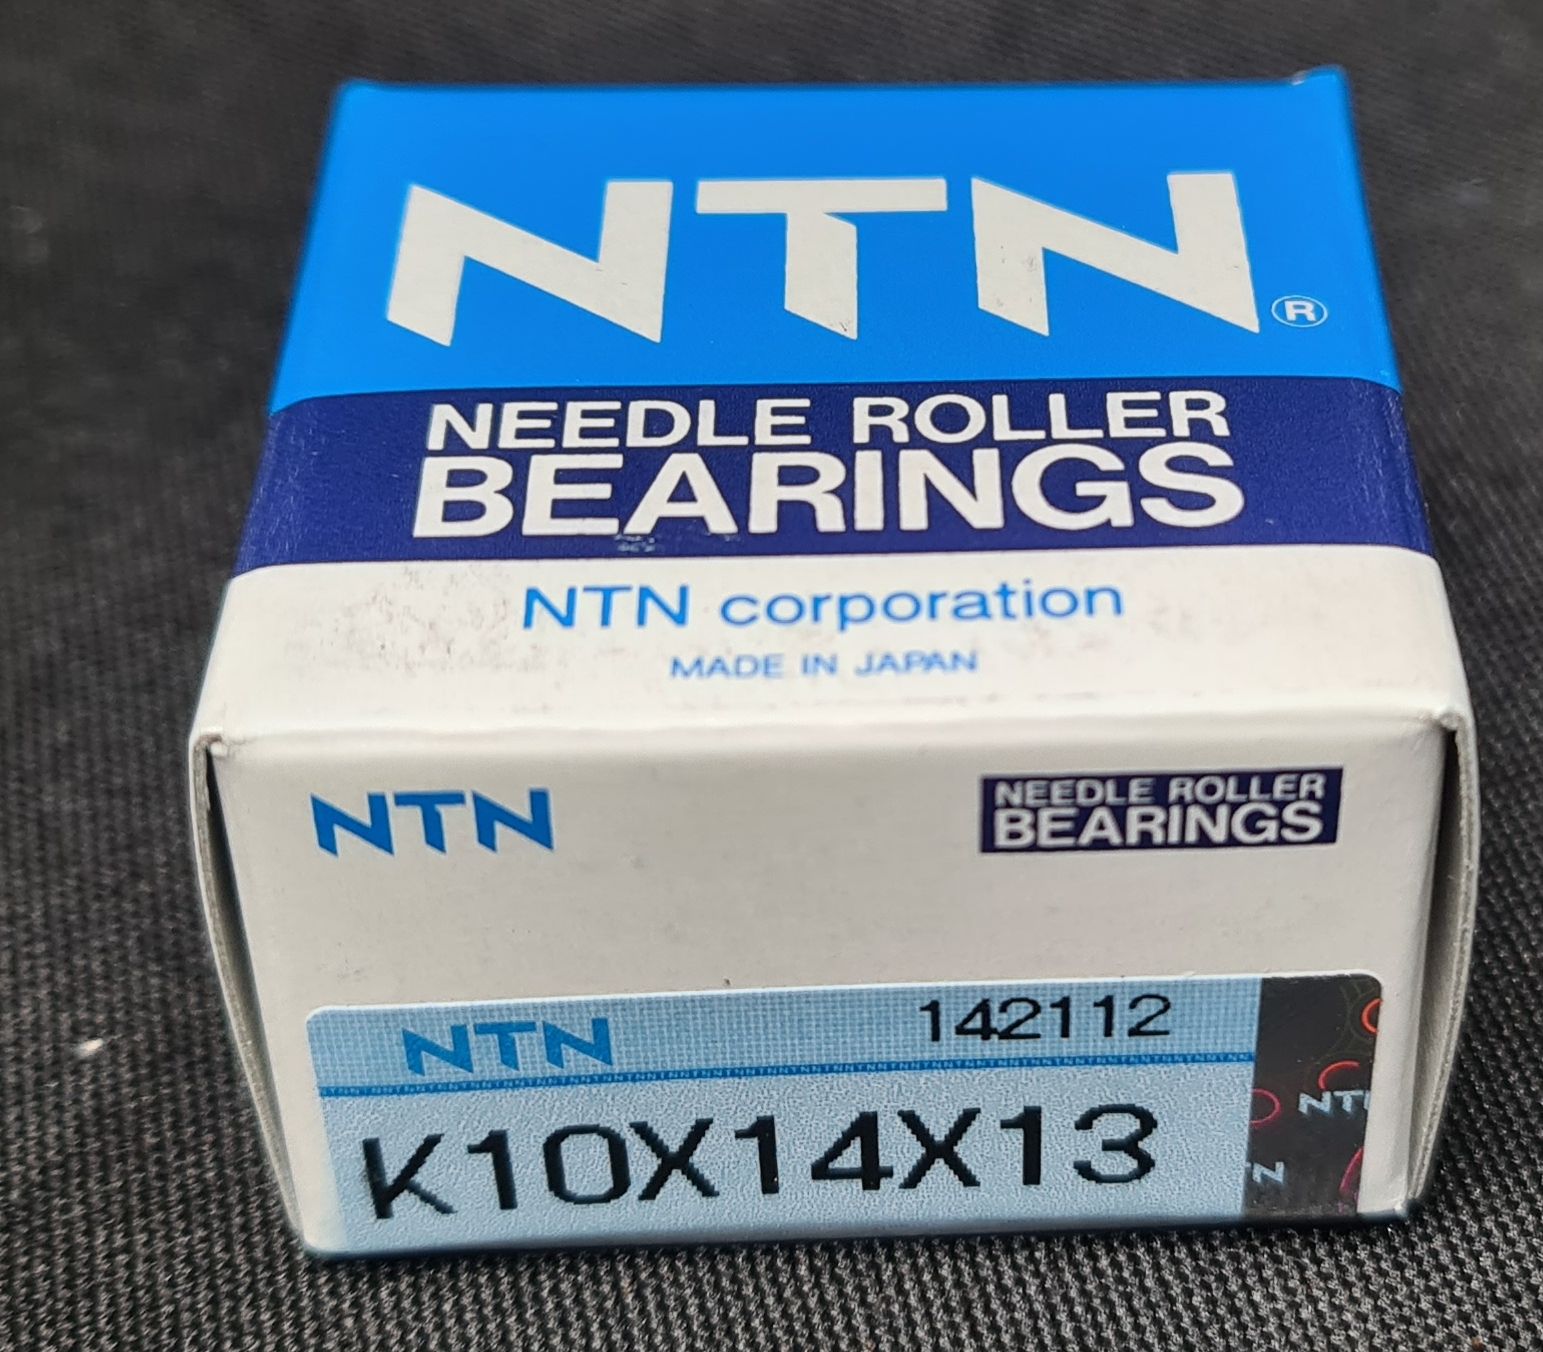 NTN®
NEEDLE ROLLER
BEARINGS
NTN corporation
MADE IN JAPAN
NTN
NEEDLE ROLLER
BEARINGS
NTN 142112
K10X14X13